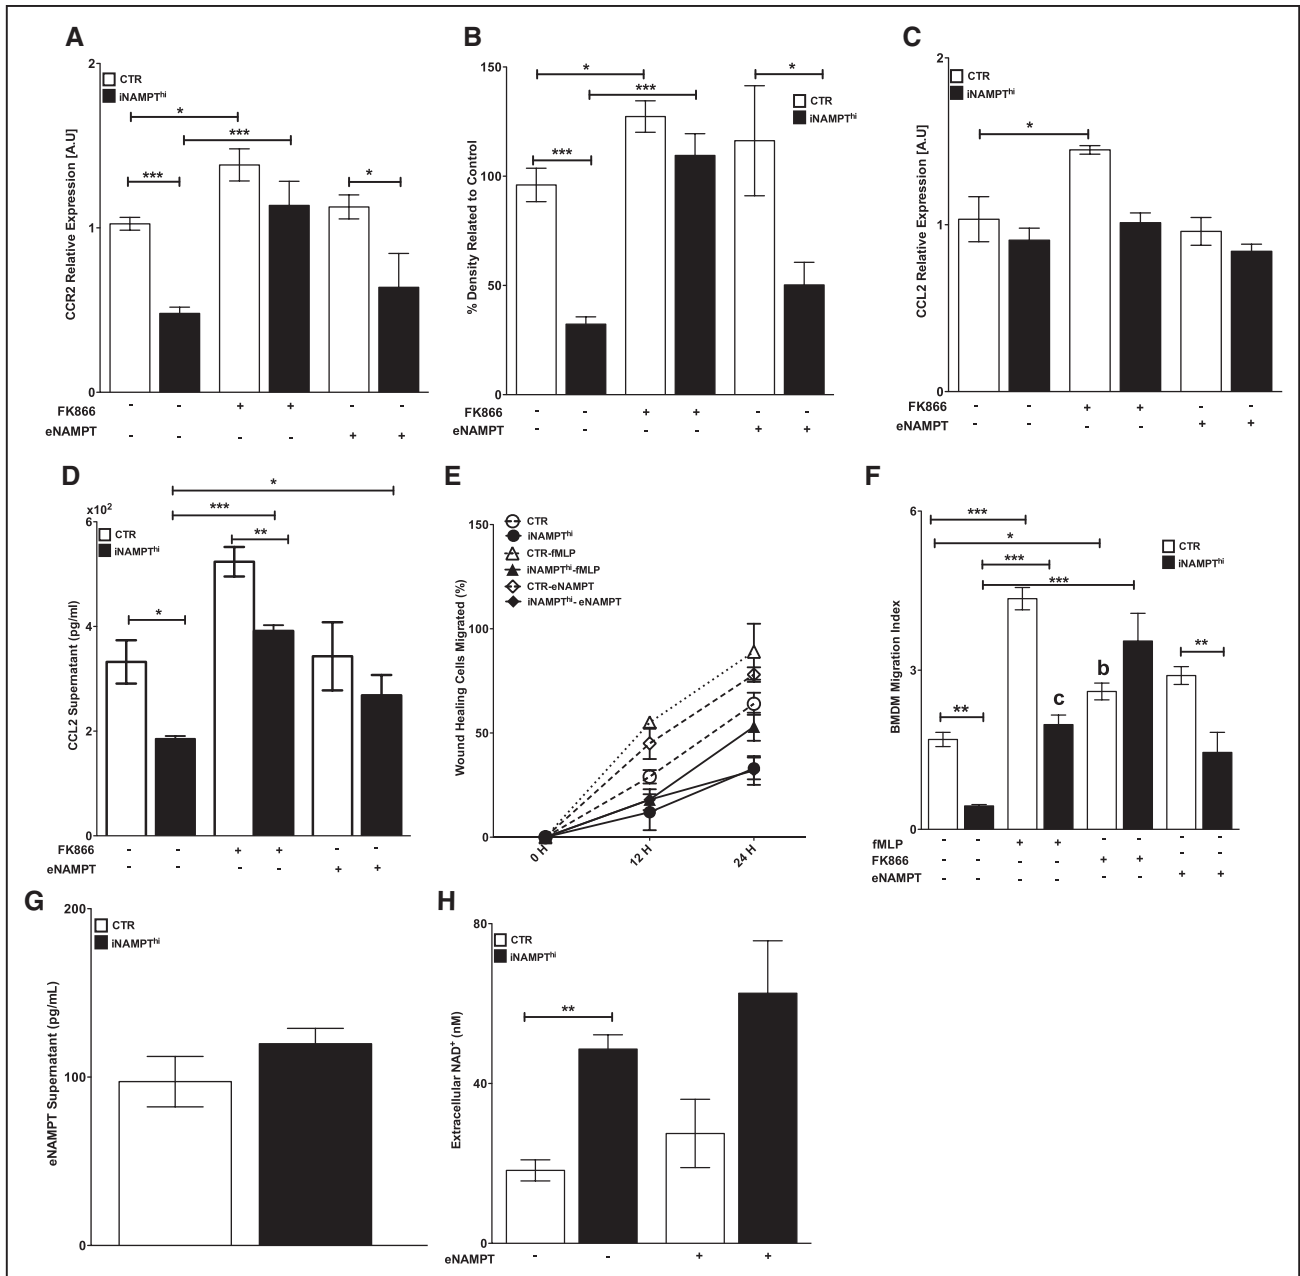 A
B
C
2
CTR
iNAMPThi
*
***
***
*
1
0
CCR2 Relative Expression [A.U]
FK866 - - + + - -
eNAMPT - - - - + +
150
*
***
*
CTR
iNAMPThi
***
100
50
0
% Density Related to Control
FK866 - - + + - -
eNAMPT - - - - + +
2
CTR
iNAMPThi
*
1
0
CCL2 Relative Expression [A.U]
FK866 - - + + - -
eNAMPT - - - - + +
D
E
F
x10²
6
CTR
iNAMPThi
*
***
**
*
4
2
0
CCL2 Supernatant (pg/ml)
FK866 - - + + - -
eNAMPT - - - - + +
CTR
iNAMPThi
CTR-fMLP
iNAMPThi-fMLP
CTR-eNAMPT
iNAMPThi- eNAMPT
150
100
50
0
Wound Healing Cells Migrated (%)
0 H
12 H
24 H
6
***
*
***
***
CTR
iNAMPThi
**
c
b
**
3
0
BMDM Migration Index
fMLP - - + + - - - -
FK866 - - - - + + - -
eNAMPT - - - - - - + +
G
H
200
CTR
iNAMPThi
100
0
eNAMPT Supernatant (pg/mL)
80
CTR
iNAMPThi
**
40
0
Extracellular NAD⁺ (nM)
eNAMPT - - + +